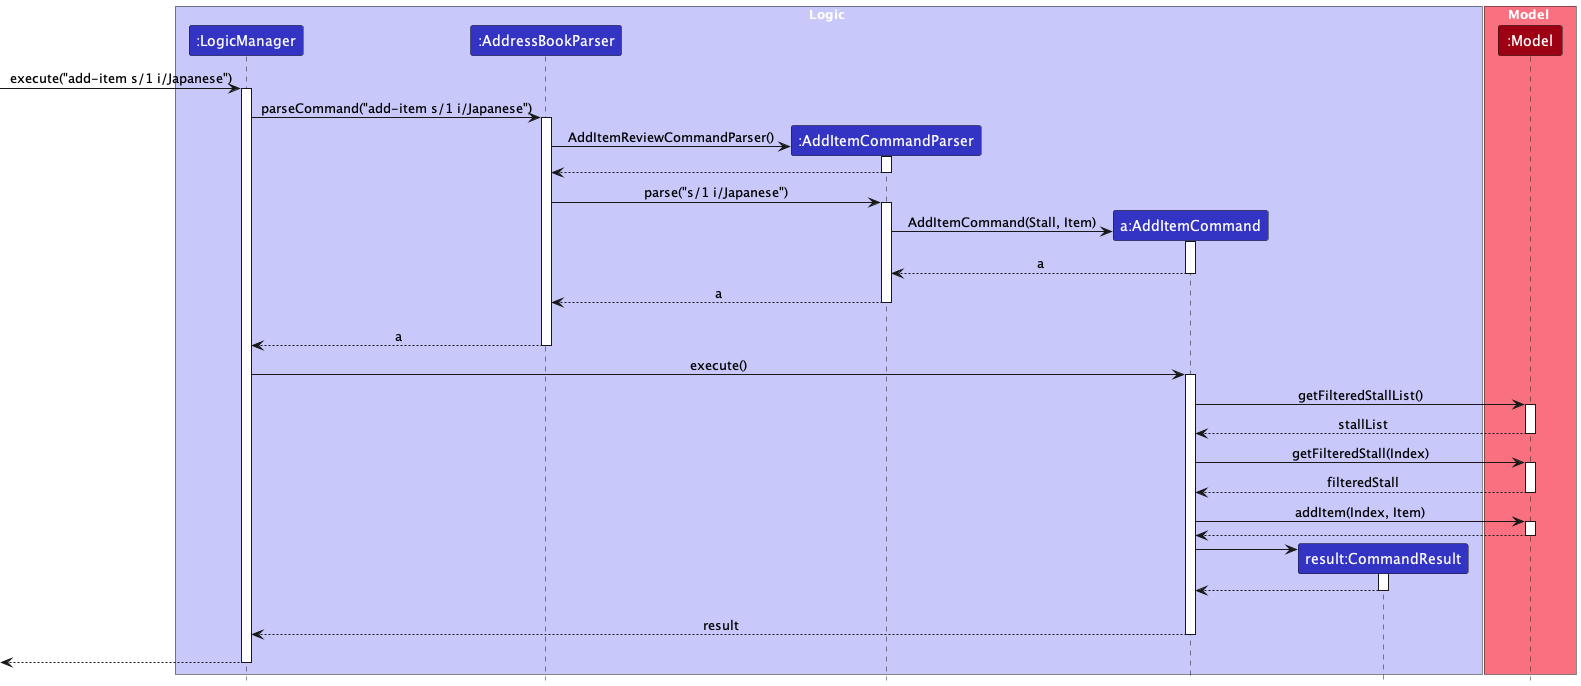 Logic
Model
:LogicManager
:AddressBookParser
:Model
execute("add-item s/1 i/Japanese")
parseCommand("add-item s/1 i/Japanese")
AddItemReviewCommandParser()
:AddItemCommandParser
parse("s/1 i/Japanese")
AddItemCommand(Stall, Item)
a:AddItemCommand
a
a
a
execute()
getFilteredStallList()
stallList
getFilteredStall(Index)
filteredStall
addItem(Index, Item)
result:CommandResult
result